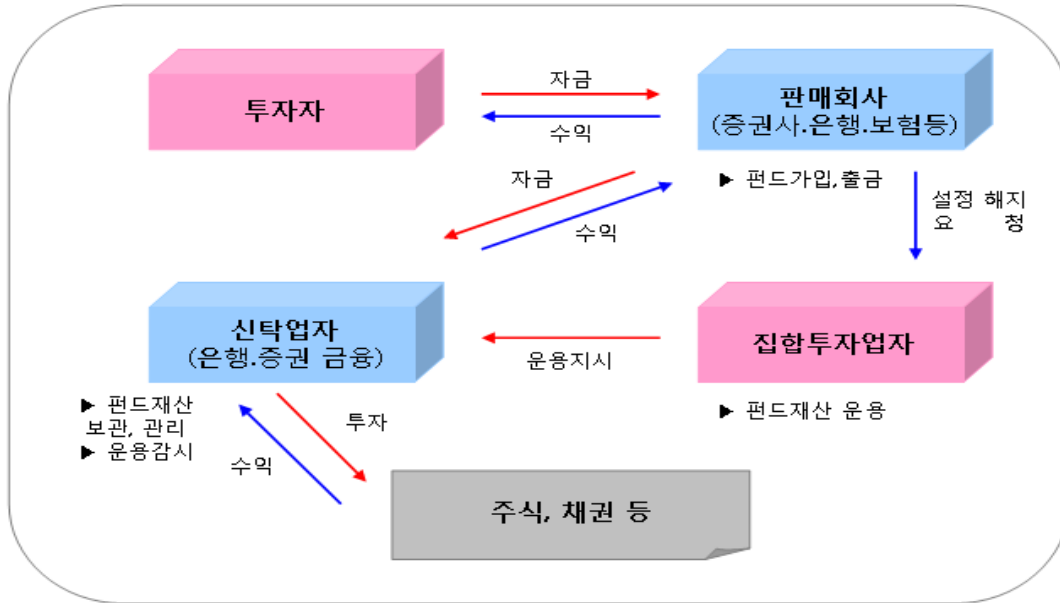 투자자
자금
수익
판매회사
(증권사.은행.보험등)
▶ 펀드가입,출금
자금
수익
설정 해지
요 청
신탁업자
(은행.증권 금융)
운용지시
집합투자업자
▶ 펀드재산
보관, 관리
▶ 운용감시
▶ 펀드재산 운용
투자
수익
주식, 채권 등